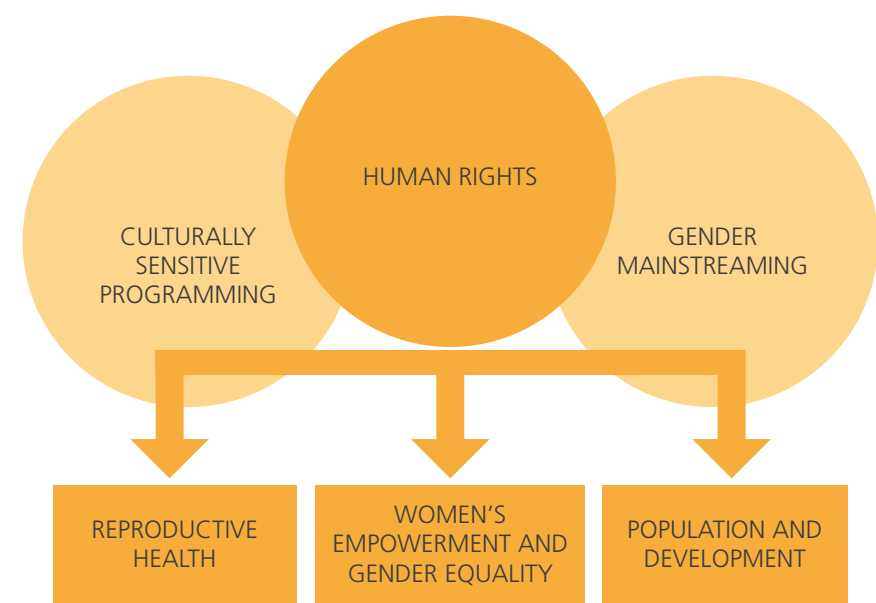 HUMAN RIGHTS
CULTURALLY
SENSITIVE
PROGRAMMING
GENDER
MAINSTREAMING
REPRODUCTIVE
HEALTH
WOMEN’S
EMPOWERMENT AND
GENDER EQUALITY
POPULATION AND
DEVELOPMENT